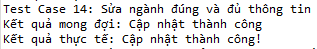 Test Case 14: Sửa ngành đúng và đủ thông tin
Kết quả mong đợi: Cập nhật thành công
Kết quả thực tế: Cập nhật thành công!